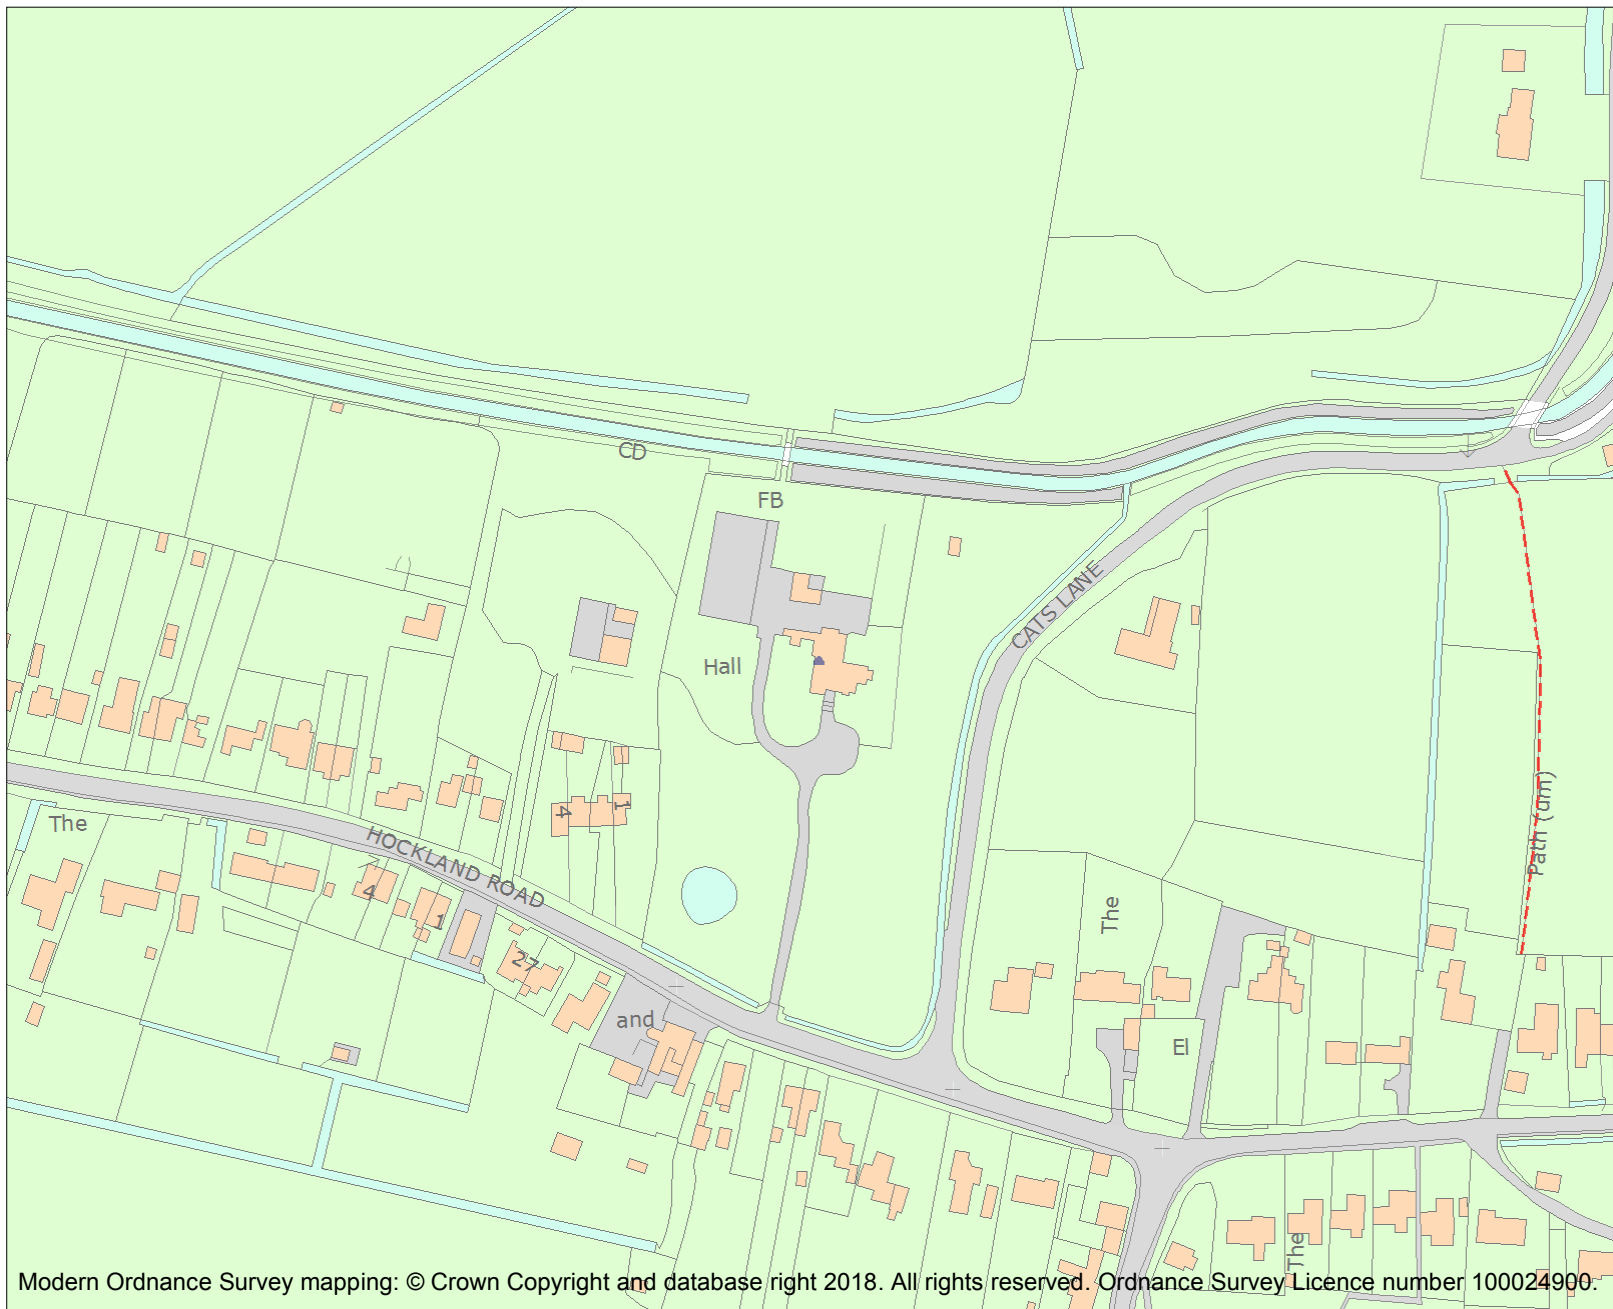 CD
FB
CATS LANE
Hall
Path (um)
The
HOCKLAND ROAD
4
1
4
1
27
The
and
El
The
Modern Ordnance Survey mapping: © Crown Copyright and database right 2018. All rights reserved. Ordnance Survey Licence number 100024900.